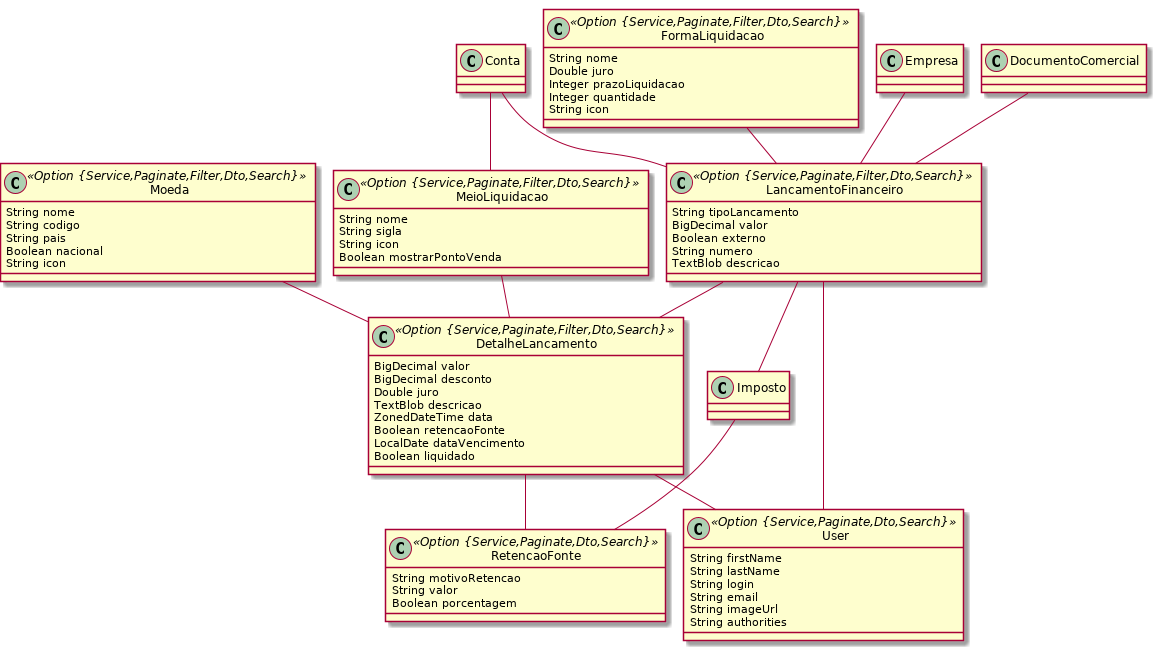 C «Option {Service,Paginate,Filter,Dto,Search}»
FormaLiquidacao
String nome
Double juro
Integer prazoLiquidacao
Integer quantidade
String icon
C Conta
C Empresa
C DocumentoComercial
C «Option {Service,Paginate,Filter,Dto,Search}»
Moeda
String nome
String codigo
String pais
Boolean nacional
String icon
C «Option {Service,Paginate,Filter,Dto,Search}»
MeioLiquidacao
String nome
String sigla
String icon
Boolean mostrarPontoVenda
C «Option {Service,Paginate,Filter,Dto,Search}»
LancamentoFinanceiro
String tipoLancamento
BigDecimal valor
Boolean externo
String numero
TextBlob descricao
C «Option {Service,Paginate,Filter,Dto,Search}»
DetalheLancamento
BigDecimal valor
BigDecimal desconto
Double juro
TextBlob descricao
ZonedDateTime data
Boolean retencaoFonte
LocalDate dataVencimento
Boolean liquidado
C Imposto
C «Option {Service,Paginate,Dto,Search}»
RetencaoFonte
String motivoRetencao
String valor
Boolean porcentagem
C «Option {Service,Paginate,Dto,Search}»
User
String firstName
String lastName
String login
String email
String imageUrl
String authorities